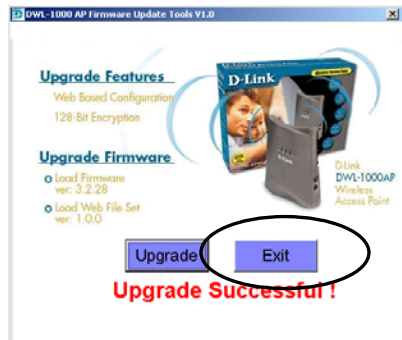 DWL-1000 AP Firmware Update Tools V1.0
Upgrade Features
Web Based Configuration
128-Bit Encryption
D-Link
Upgrade Firmware
Load Firmware
ver: 3.2.28
Load Web File Set
ver: 1.0.0
D-Link
D-Link
DWL-1000AP
Wireless
Access Point
Upgrade
Exit
Upgrade Successful !